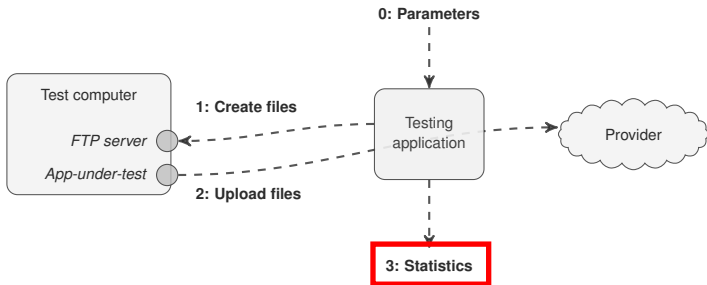 0: Parameters
Test computer
1: Create files
FTP server
App-under-test
2: Upload files
Testing
application
Provider
3: Statistics